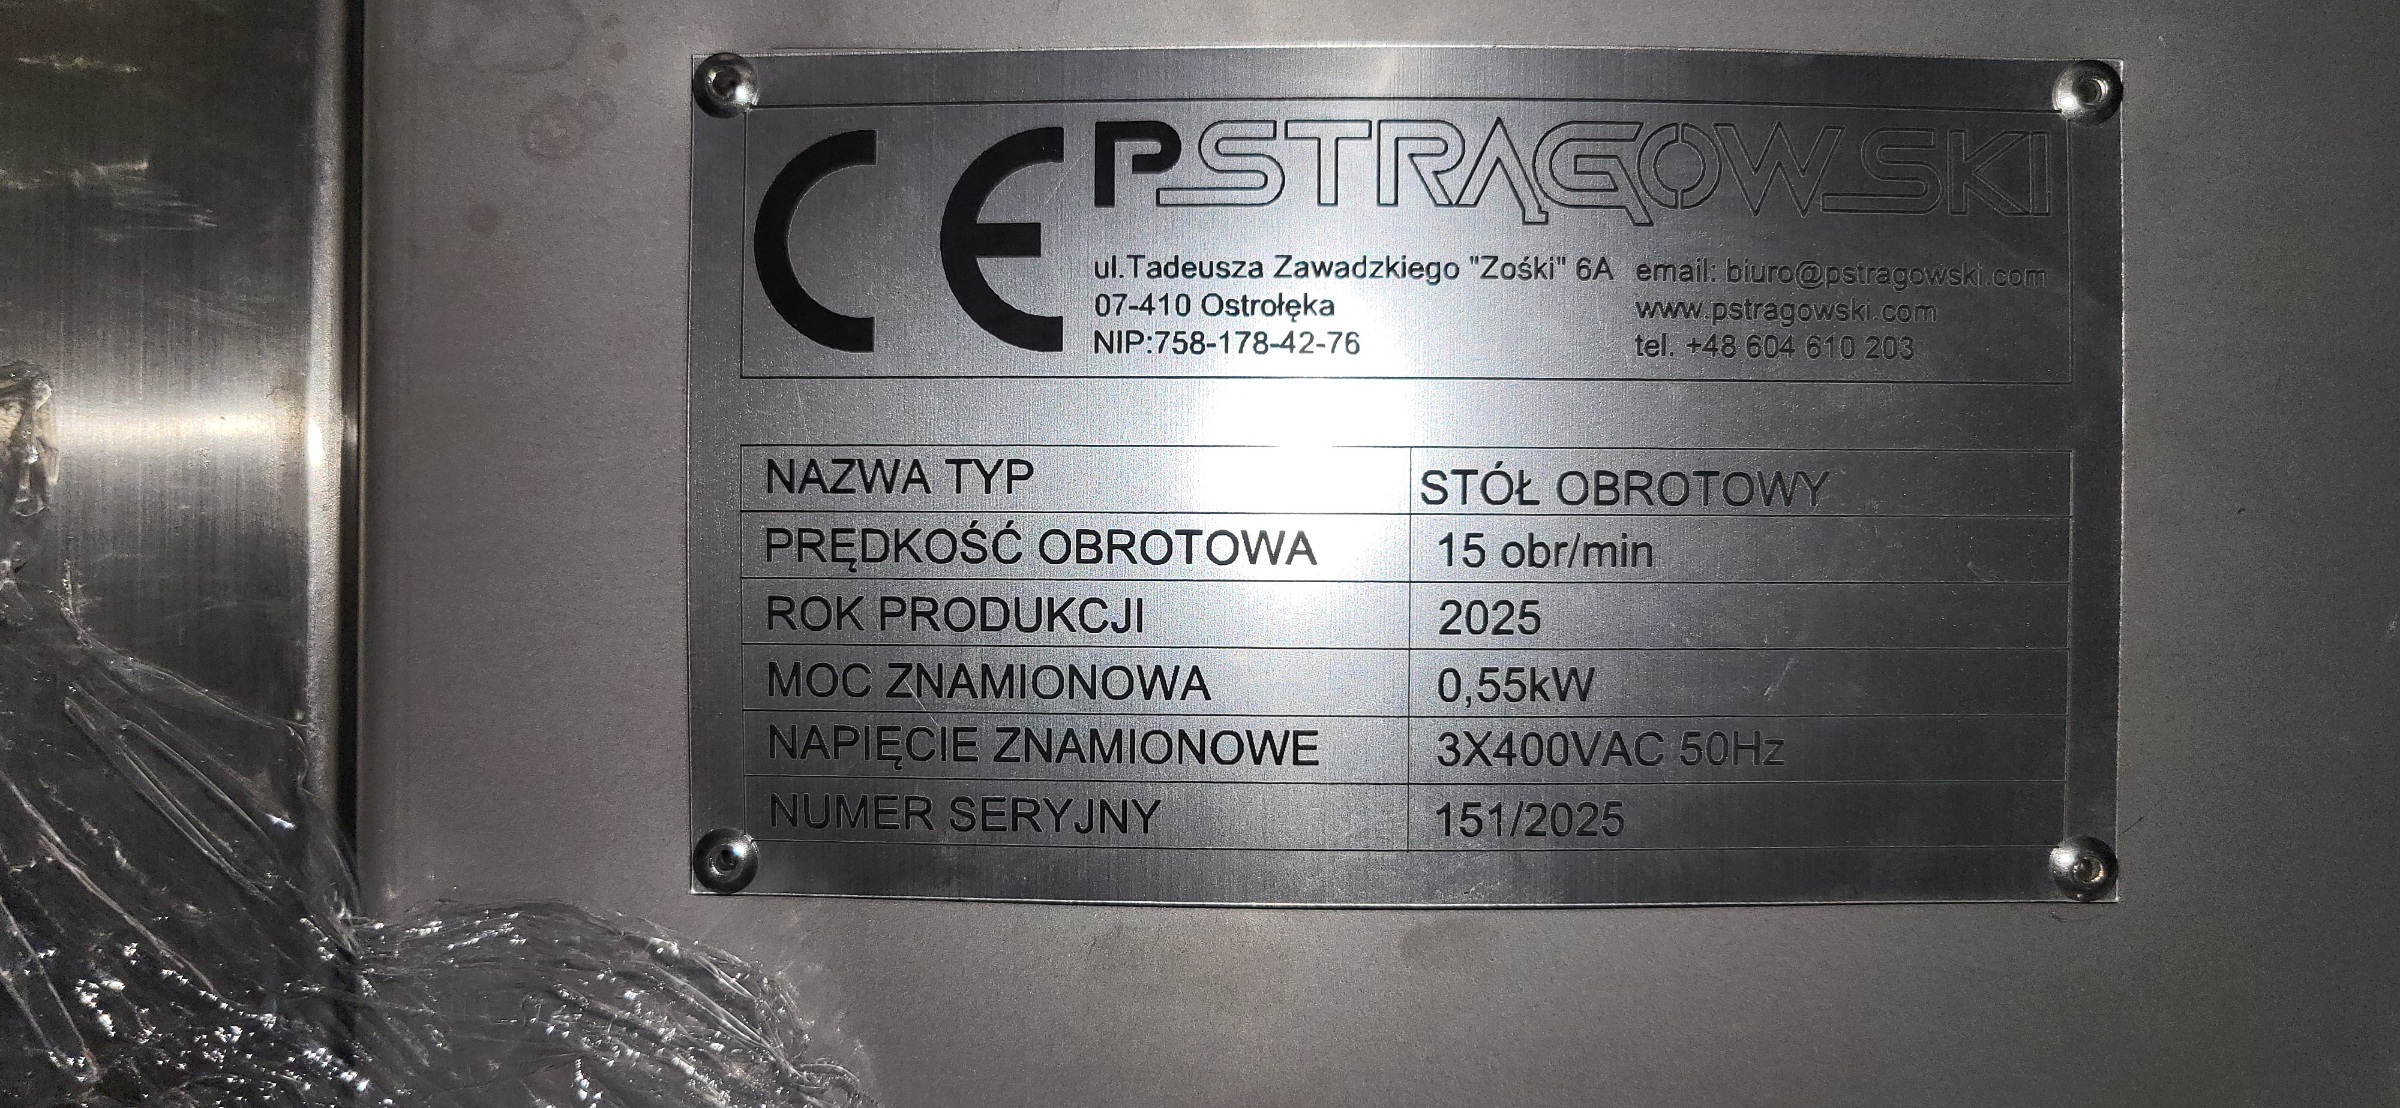 CE PSTRĄGOWSKI
ul.Tadeusza Zawadzkiego "Zośki" 6A email: biuro@pstragowski.com
07-410 Ostrołęka www.pstragowski.com
NIP:758-178-42-76 tel. +48 604 610 203
NAZWA TYP STÓŁ OBROTOWY
PRĘDKOŚĆ OBROTOWA 15 obr/min
ROK PRODUKCJI 2025
MOC ZNAMIONOWA 0,55kW
NAPIĘCIE ZNAMIONOWE 3X400VAC 50Hz
NUMER SERYJNY 151/2025